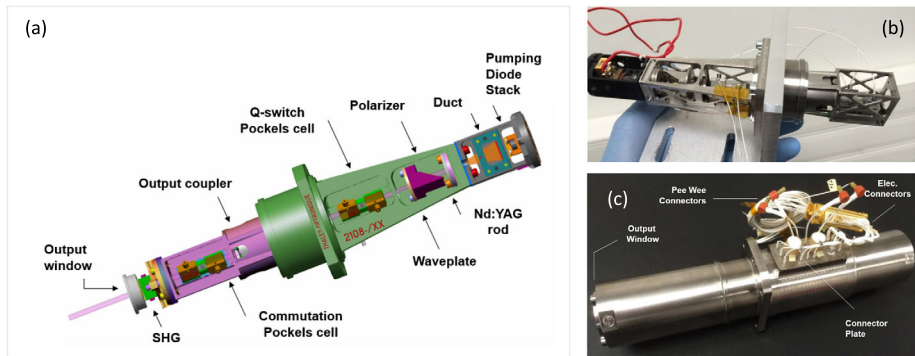 (a)
Pumping
Diode
Stack
Duct
Polarizer
Q-switch
Pockels cell
Output coupler
2108-/XX
Nd:YAG
rod
Waveplate
Output
window
SHG
Commutation
Pockels cell
(b)
(c)
Pee Wee
Connectors
Elec.
Connectors
Output
Window
Connector
Plate